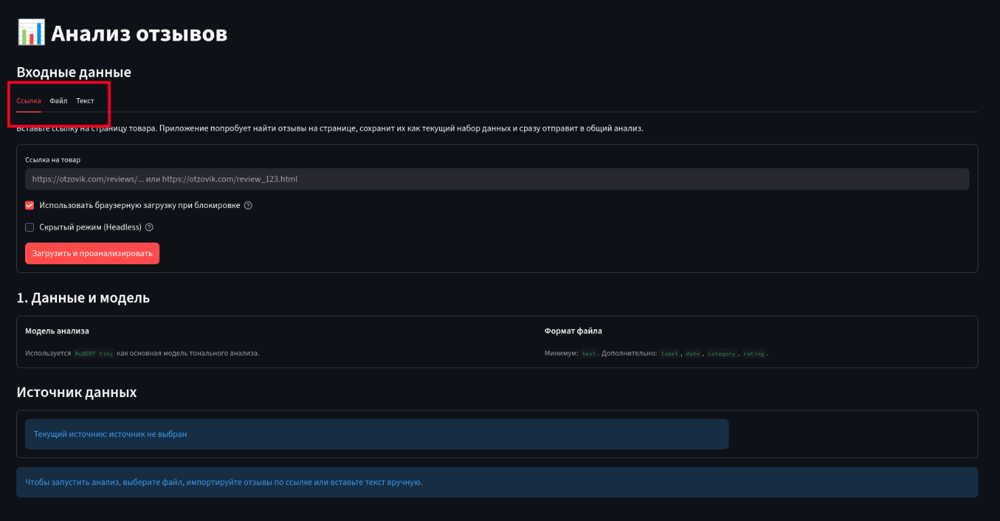 Анализ отзывов
Входные данные
Ссылка Файл Текст
Вставьте ссылку на страницу товара. Приложение попробует найти отзывы на странице, сохранит их как текущий набор данных и сразу отправит в общий анализ.
Ссылка на товар
https://otzovik.com/reviews/... или https://otzovik.com/review_123.html
Использовать браузерную загрузку при блокировке
Скрытый режим (Headless)
Загрузить и проанализировать
1. Данные и модель
Модель анализа
Используется RuBERT tiny как основная модель тонального анализа.
Формат файла
Минимум: text. Дополнительно: label, date, category, rating.
Источник данных
Текущий источник: источник не выбран
Чтобы запустить анализ, выберите файл, импортируйте отзывы по ссылке или вставьте текст вручную.